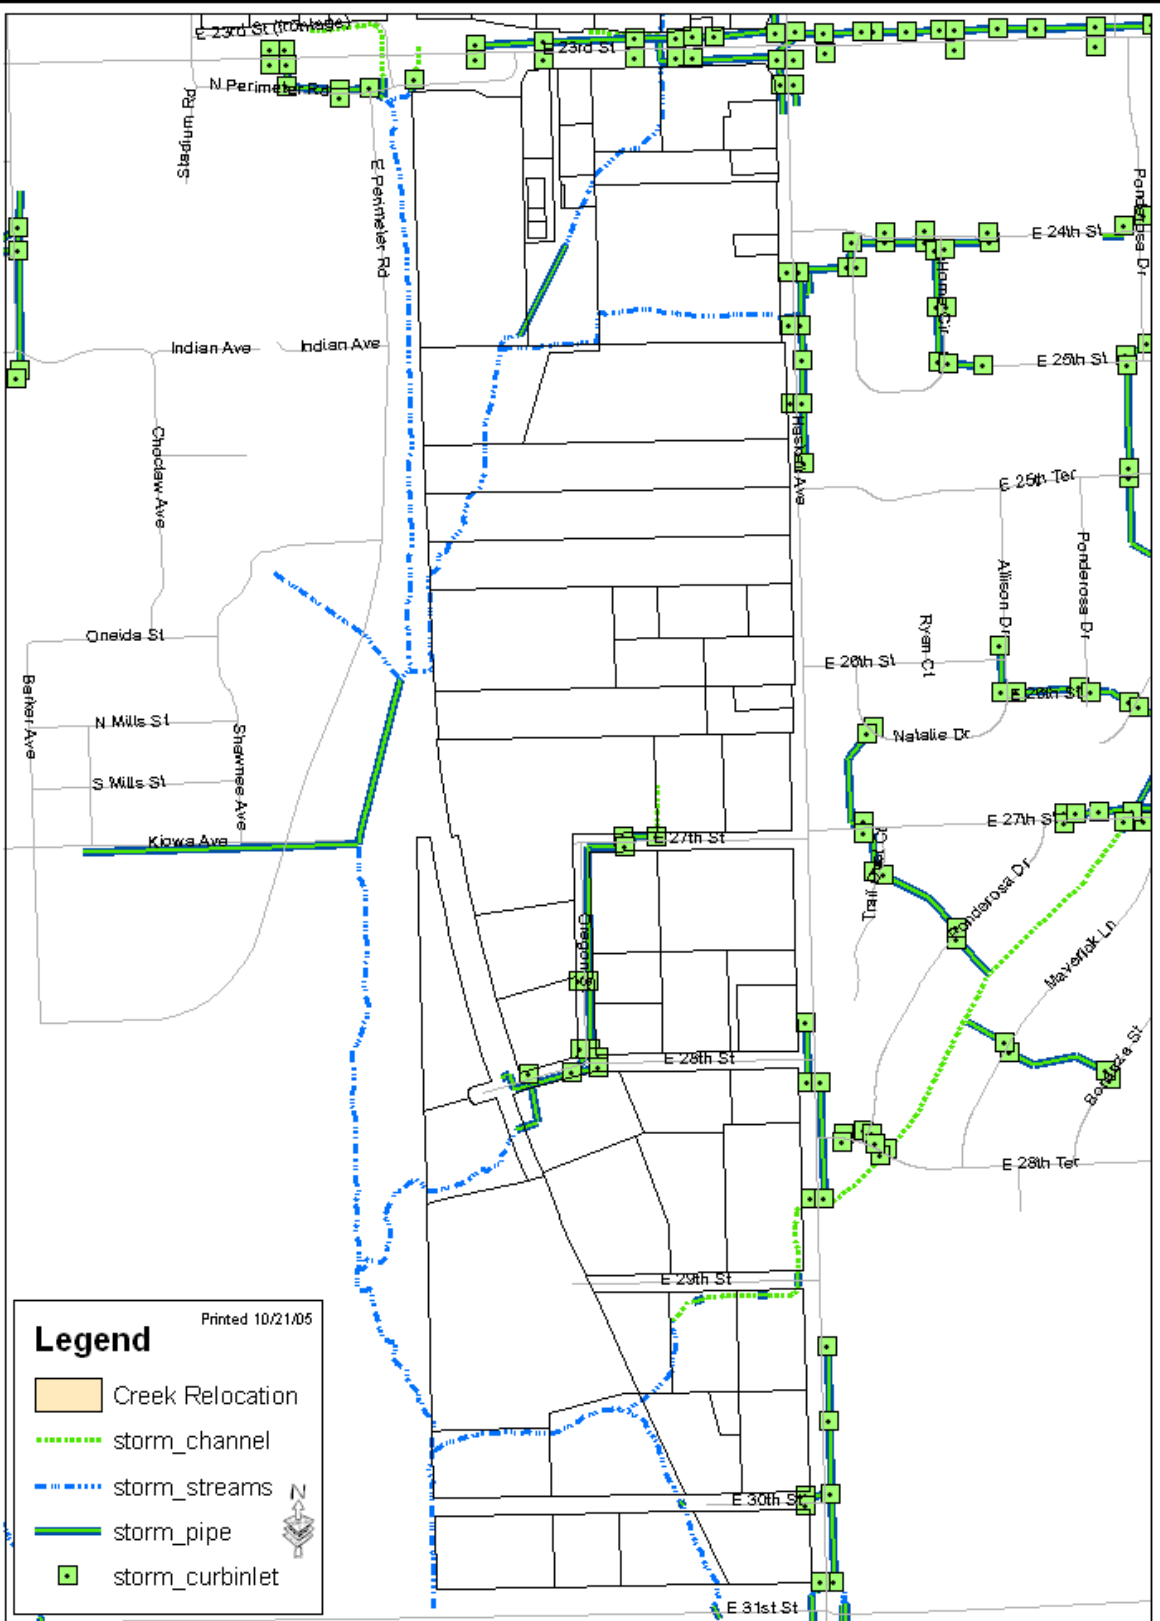 E 23rd St (frontage)
E 23rd St
N Perimeter Rd
E Perimeter Rd
Ponderosa Dr
E 24th St
Indian Ave
Indian Ave
E 25th St
Choctaw Ave
Haskell Ave
E 25th Ter
Allison Dr
Ponderosa Dr
Ryan Ct
Oneida St
E 26th St
E 26th St
Barker Ave
N Mills St
Shawnee Ave
Natalie Dr
S Mills St
Kiowa Ave
E 27th St
E 27th St
Ponderosa Dr
Maverick Ln
E 28th St
E 28th Ter
E 29th St
E 30th St
E 31st St
Printed 10/21/05
Legend
Creek Relocation
storm_channel
storm_streams
N
storm_pipe
storm_curbinlet